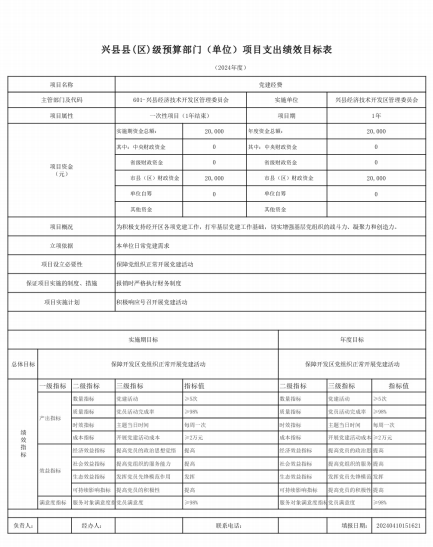 兴县县(区)级预算部门（单位）项目支出绩效目标表
（2024年度）
项目名称 党建经费
主管部门及代码 601-兴县经济技术开发区管理委员会 实施单位 兴县经济技术开发区管理委员会
项目属性 一次性项目（1年结束） 项目期 1年
项目资金（元） 实施期资金总额： 20,000 年度资金总额： 20,000
其中：中央财政资金 0 其中：中央财政资金 0
省级财政资金 0 省级财政资金 0
市县（区）财政资金 20,000 市县（区）财政资金 20,000
单位自筹 0 单位自筹 0
其他资金 其他资金
项目概况 为积极支持经开区各项党建工作，打牢基层党建工作基础，切实增强基层党组织的战斗力、凝聚力和创造力。
立项依据 本单位日常党建需求
项目设立必要性 保障党组织正常开展党建活动
保证项目实施的制度、措施 报销时严格执行财务制度
项目实施计划 积极响应号召开展党建活动
实施期目标 年度目标
总体目标 保障开发区党组织正常开展党建活动 保障开发区党组织正常开展党建活动
绩效指标 一级指标 二级指标 三级指标 指标值 二级指标 三级指标 指标值
产出指标 数量指标 党建活动 ≥5次 数量指标 党建活动 ≥5次
质量指标 党员活动完成率 ≥98% 质量指标 党员活动完成率 ≥98%
时效指标 主题当日时间 每周一次 时效指标 主题当日时间 每周一次
成本指标 开展党建活动成本 ≥2万元 成本指标 开展党建活动成本 ≥2万元
效益指标 经济效益指标 提高党员的政治思想觉悟 提高 经济效益指标 提高党员的政治思 提高
社会效益指标 提高党组织的服务能力 提高 社会效益指标 提高党组织的服务 提高
生态效益指标 发挥党员先锋模范作用 发挥 生态效益指标 发挥党员先锋模范 发挥
可持续影响指标 提高党员的积极性 提高 可持续影响指标 提高党员的积极性 提高
满意度指标 服务对象满意度指标 党员满意度 ≥98% 服务对象满意度指标 党员满意度 ≥98%
负责人： 经办人： 联系电话： 填报日期： 20240410151621